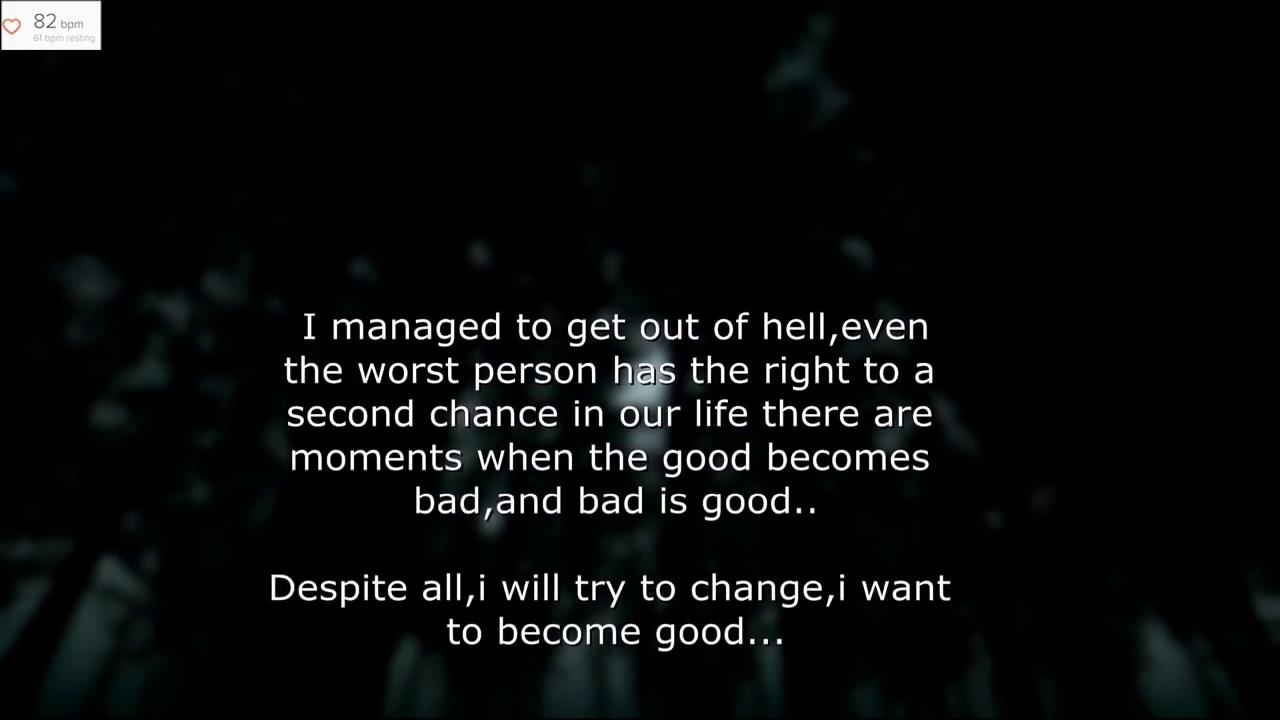 82 bpm
61 bpm resting
I managed to get out of hell,even
the worst person has the right to a
second chance in our life there are
moments when the good becomes
bad,and bad is good..
Despite all,i will try to change,i want
to become good...